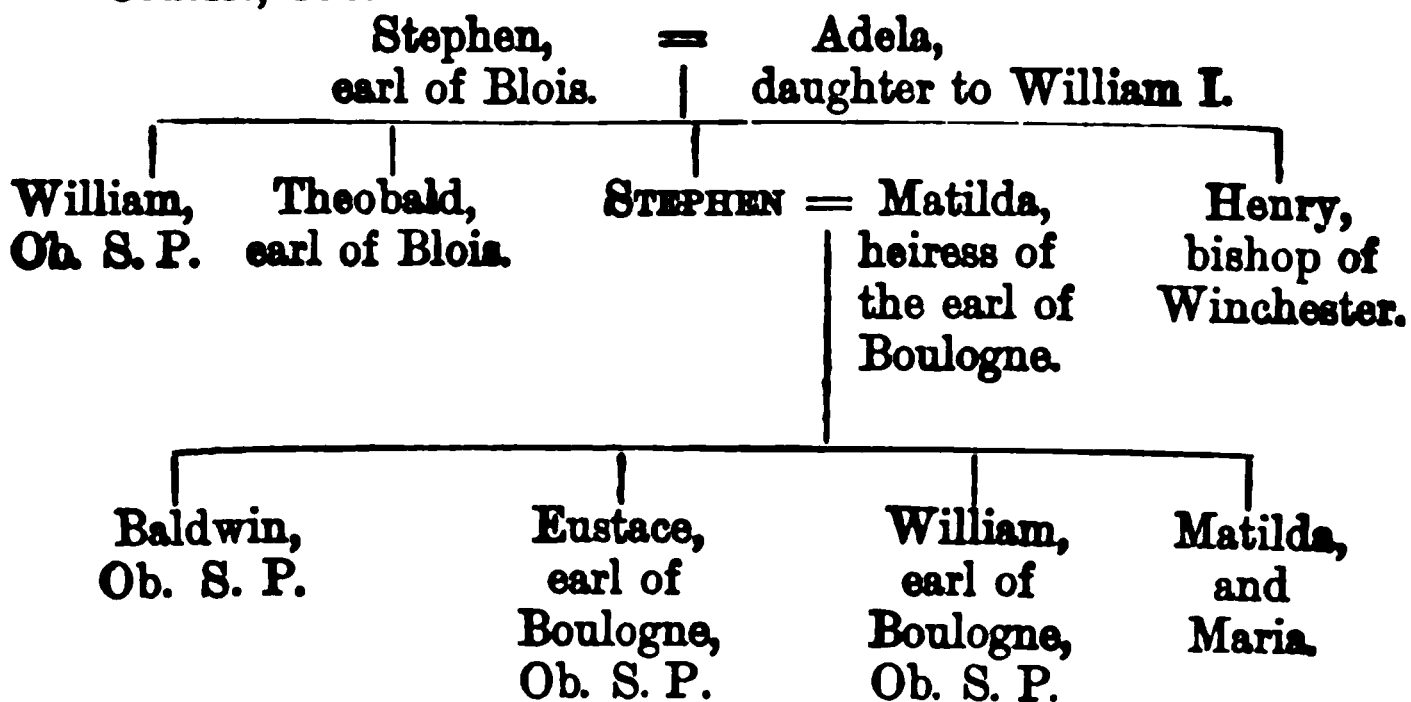 Stephen, = Adela,
earl of Blois. daughter to William I.
William, Theobald, STEPHEN = Matilda, Henry,
Ob. S. P. earl of Blois. heiress of bishop of
the earl of Winchester.
Boulogne.
Baldwin, Eustace, William, Matilda,
Ob. S. P. earl of earl of and
Boulogne, Boulogne, Maria.
Ob. S. P. Ob. S. P.